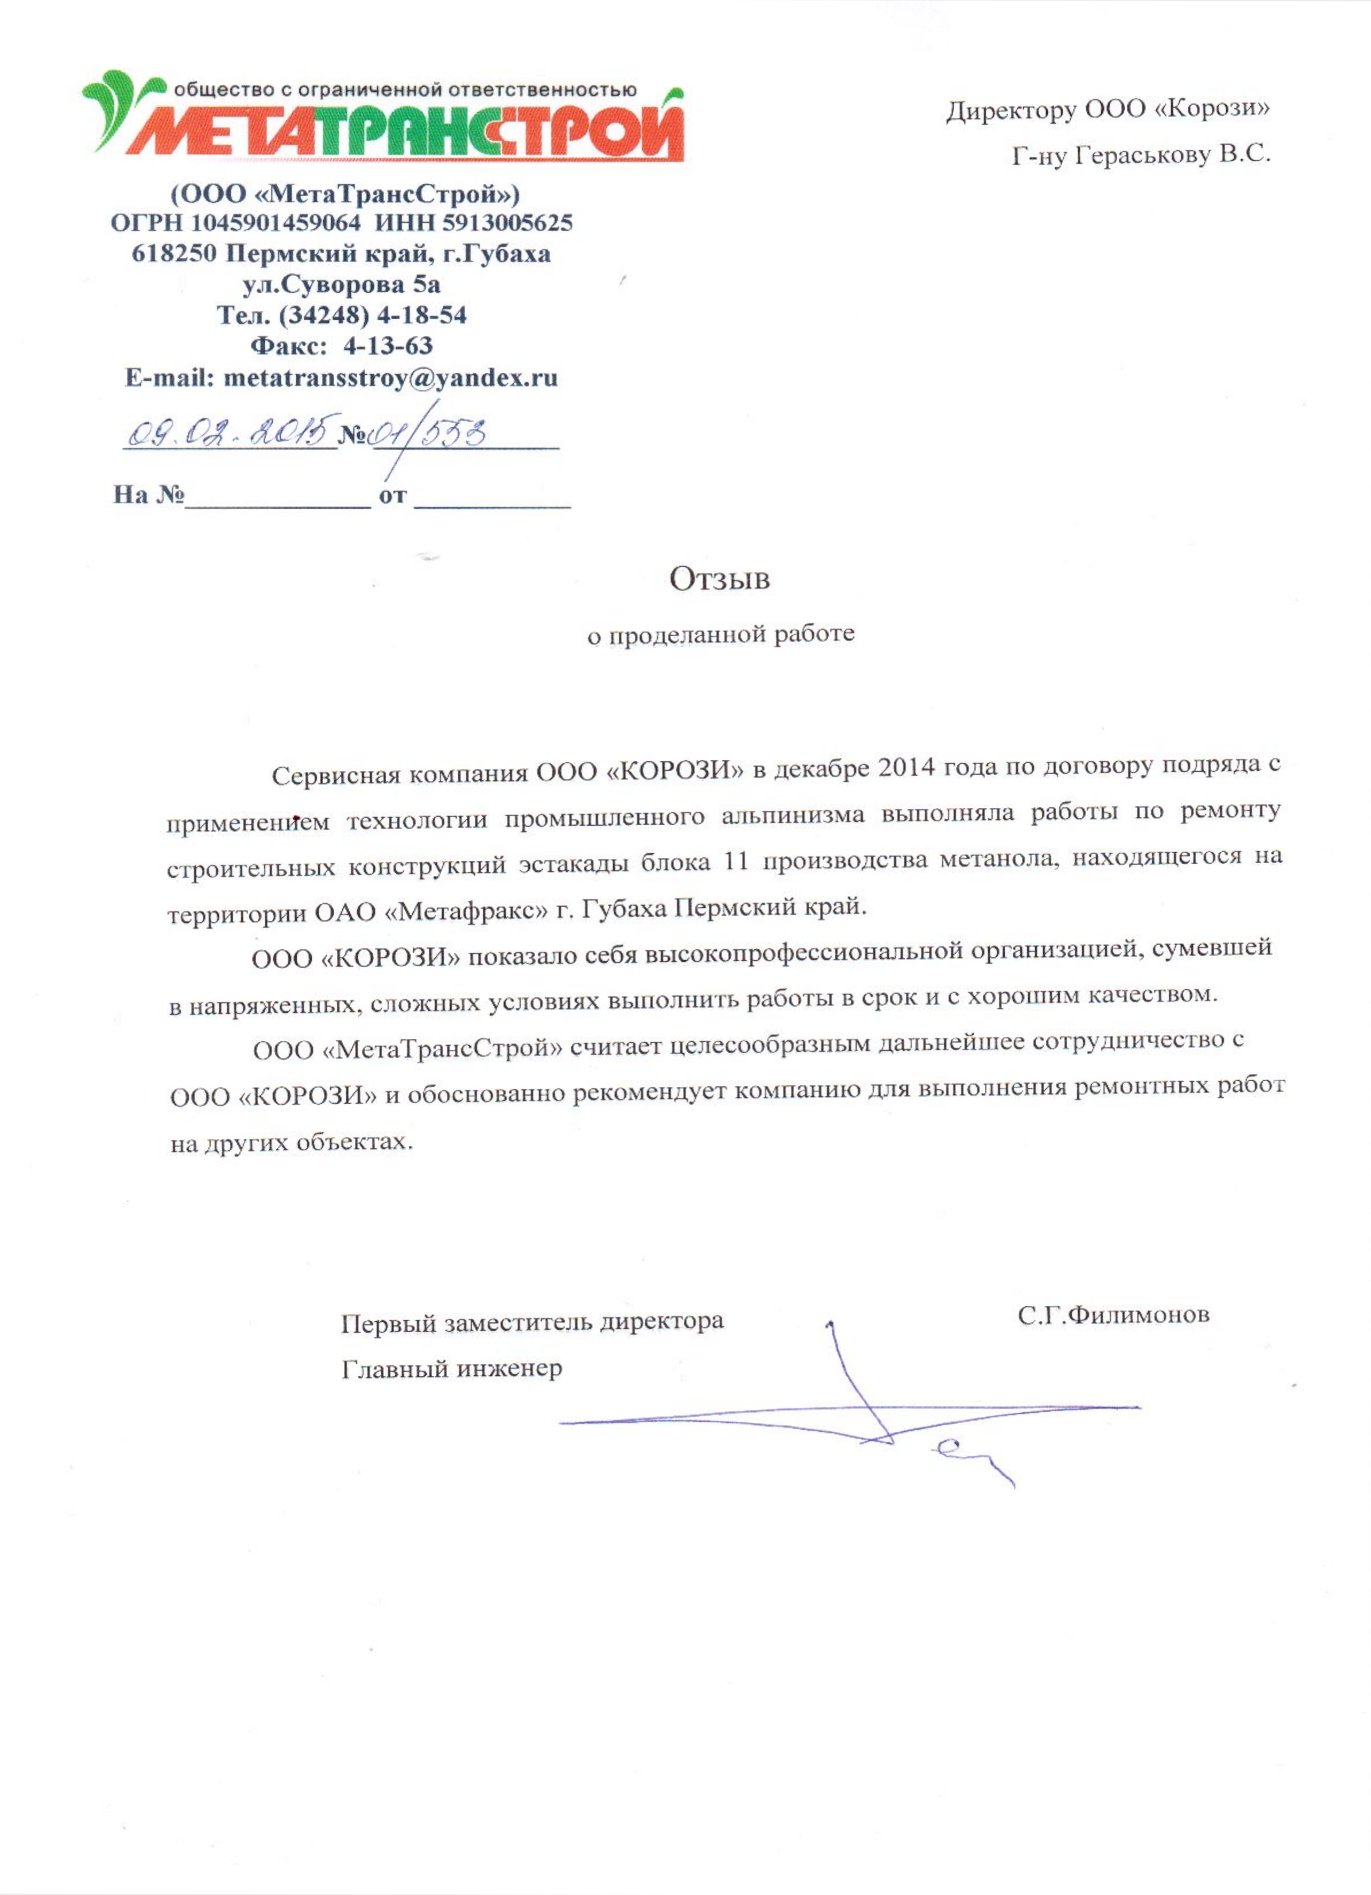 общество с ограниченной ответственностью
МЕТАТРАНССТРОЙ
(ООО «МетаТрансСтрой»)
ОГРН 1045901459064 ИНН 5913005625
618250 Пермский край, г.Губаха
ул.Суворова 5а
Тел. (34248) 4-18-54
Факс: 4-13-63
E-mail: metatransstroy@yandex.ru
09.02.2015 № 01/553
На №______________ от ____________
Директору ООО «Корози»
Г-ну Гераськову В.С.
Отзыв
о проделанной работе
Сервисная компания ООО «КОРОЗИ» в декабре 2014 года по договору подряда с
применением технологии промышленного альпинизма выполняла работы по ремонту
строительных конструкций эстакады блока 11 производства метанола, находящегося на
территории ОАО «Метафракс» г. Губаха Пермский край.
ООО «КОРОЗИ» показало себя высокопрофессиональной организацией, сумевшей
в напряженных, сложных условиях выполнить работы в срок и с хорошим качеством.
ООО «МетаТрансСтрой» считает целесообразным дальнейшее сотрудничество с
ООО «КОРОЗИ» и обоснованно рекомендует компанию для выполнения ремонтных работ
на других объектах.
Первый заместитель директора С.Г.Филимонов
Главный инженер